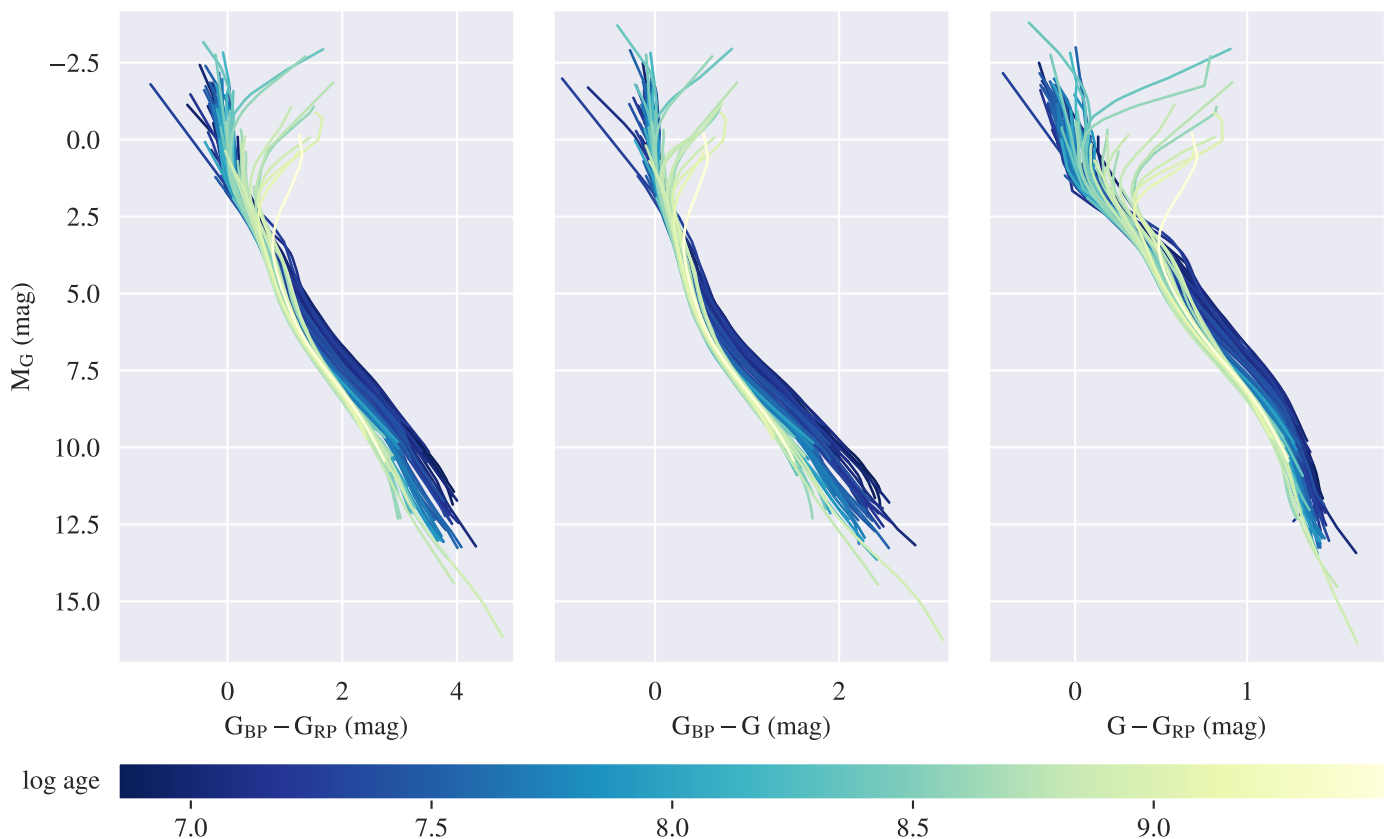 −2.5
0.0
2.5
5.0
7.5
10.0
12.5
15.0
M_G (mag)
0 2 4
0 2
0 1
G_BP − G_RP (mag)
G_BP − G (mag)
G − G_RP (mag)
log age
7.0 7.5 8.0 8.5 9.0